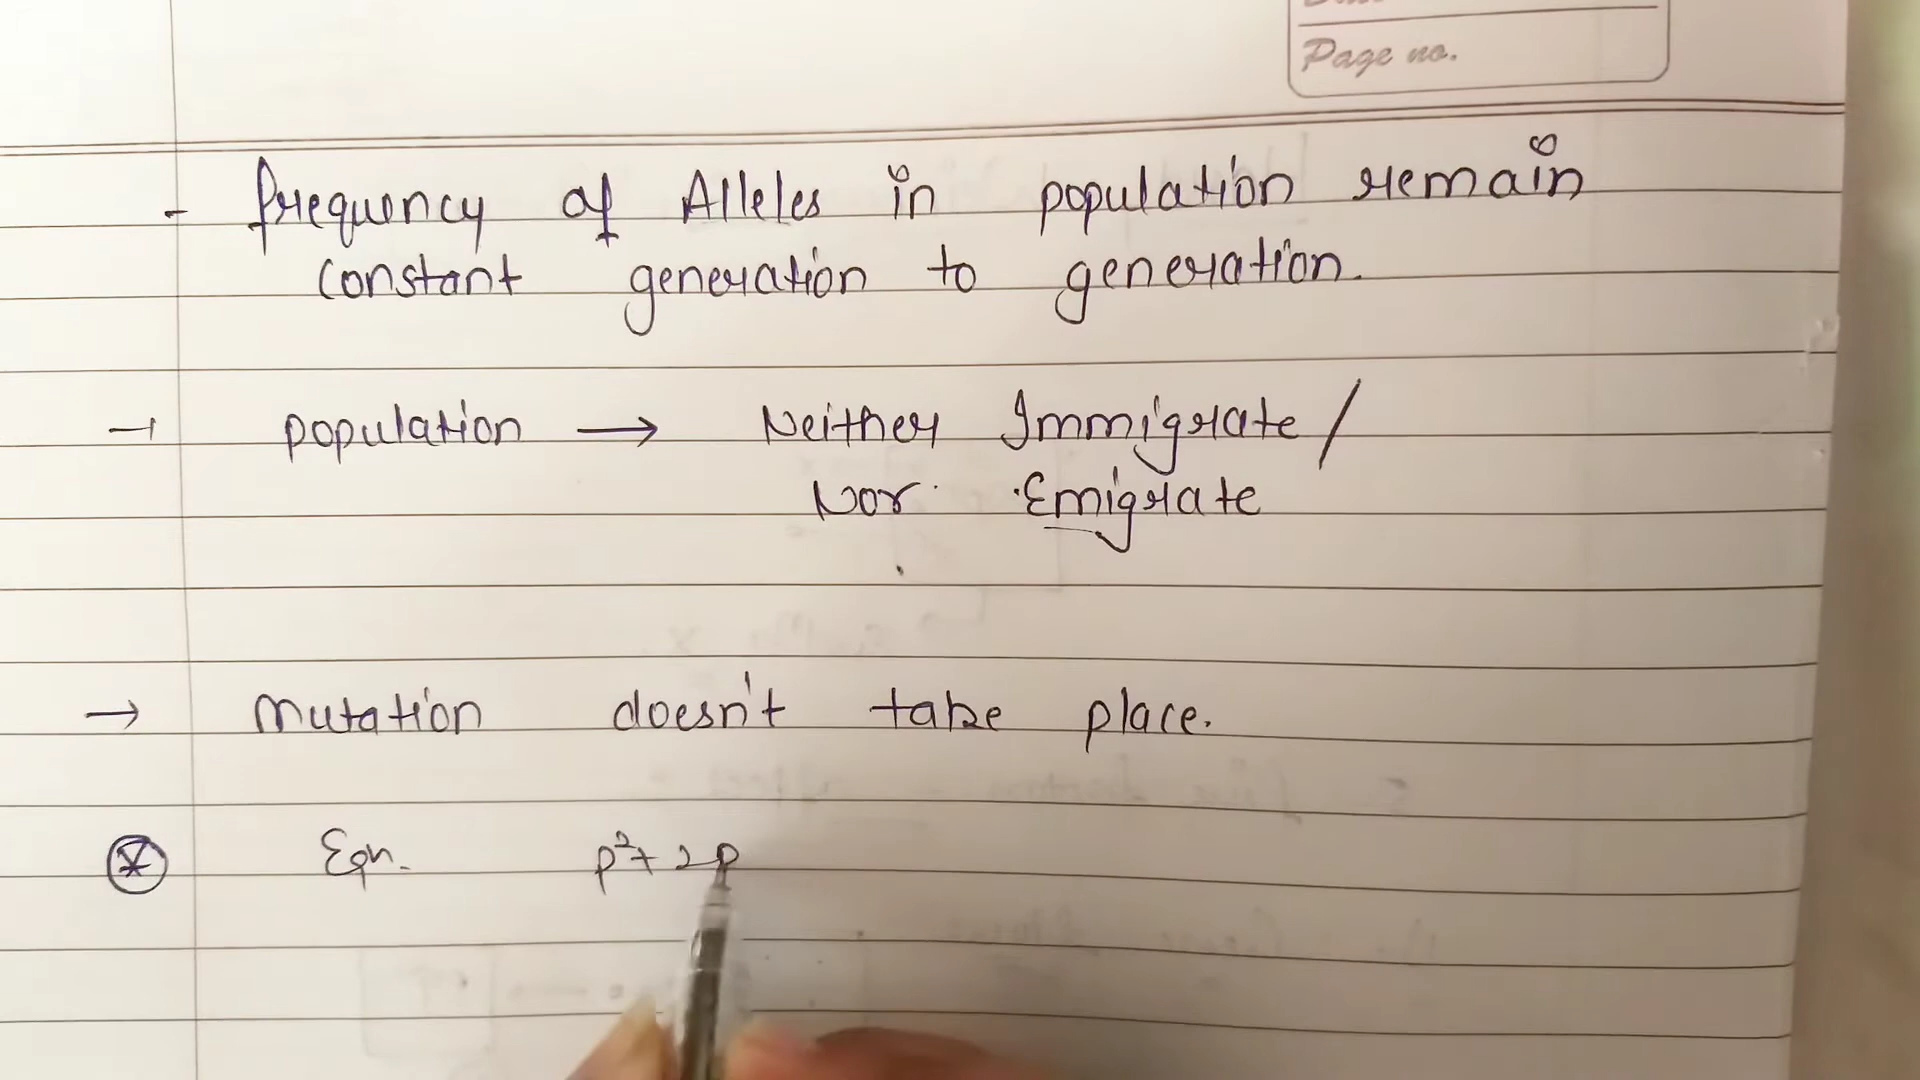 Page no.
- frequency of Alleles in population remain
constant generation to generation.
- population → Neither Immigrate /
Nor Emigrate
→ Mutation doesn't take place.
* Eqn. p²+ 2p